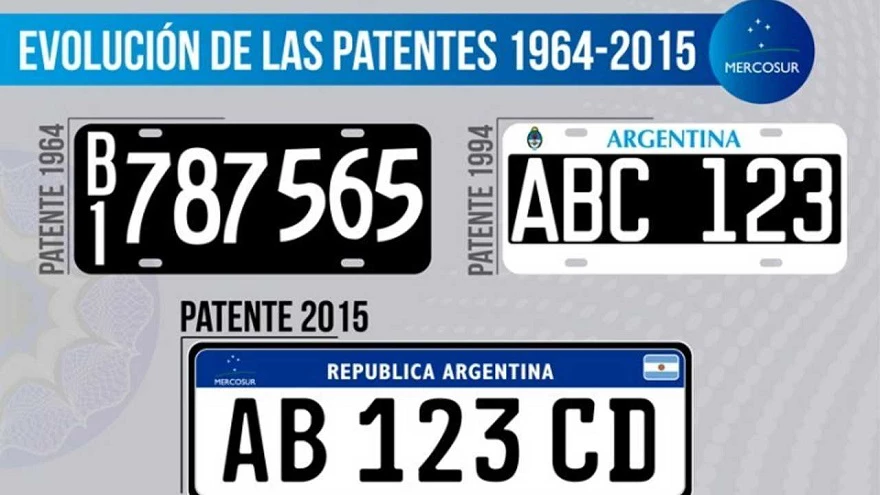 EVOLUCIÓN DE LAS PATENTES 1964-2015
MERCOSUR
PATENTE 1964
B1 787565
PATENTE 1994
ARGENTINA
ABC 123
PATENTE 2015
MERCOSUR
REPUBLICA ARGENTINA
AB 123 CD